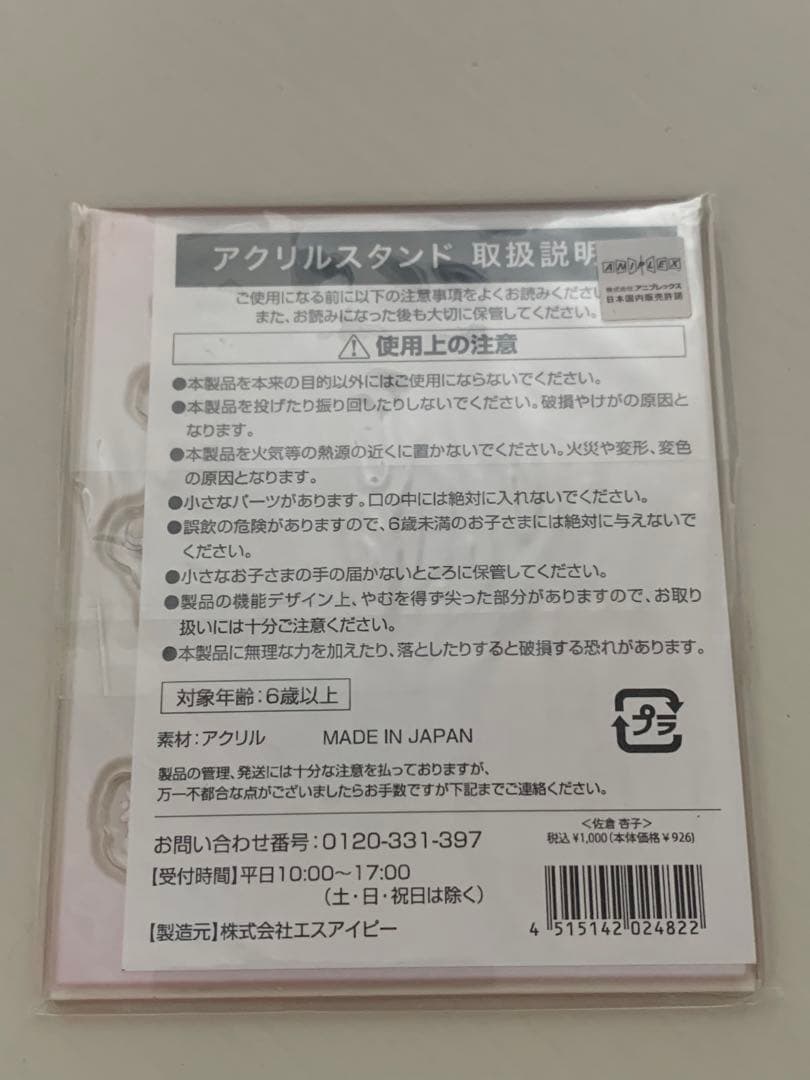 アクリルスタンド 取扱説明
ANIPLEX
株式会社アニプレックス
日本国内販売許諾
ご使用になる前に以下の注意事項をよくお読みくださ
また、お読みになった後も大切に保管してください。
使用上の注意
●本製品を本来の目的以外にはご使用にならないでください。
●本製品を投げたり振り回したりしないでください。破損やけがの原因と
なります。
●本製品を火気等の熱源の近くに置かないでください。火災や変形、変色
の原因となります。
●小さなパーツがあります。口の中には絶対に入れないでください。
●誤飲の危険がありますので、6歳未満のお子さまには絶対に与えないで
ください。
●小さなお子さまの手の届かないところに保管してください。
●製品の機能デザイン上、やむを得ず尖った部分がありますので、お取り
扱いには十分ご注意ください。
●本製品に無理な力を加えたり、落としたりすると破損する恐れがあります。
対象年齢:6歳以上
プラ
素材:アクリル MADE IN JAPAN
製品の管理、発送には十分な注意を払っておりますが、
万一不都合な点がございましたらお手数ですが下記までご連絡ください。
お問い合わせ番号:0120-331-397
【受付時間】平日10:00〜17:00
(土・日・祝日は除く)
【製造元】株式会社エスアイピー
<佐倉 杏子>
税込 ¥1,000(本体価格 ¥926)
4 515142 024822